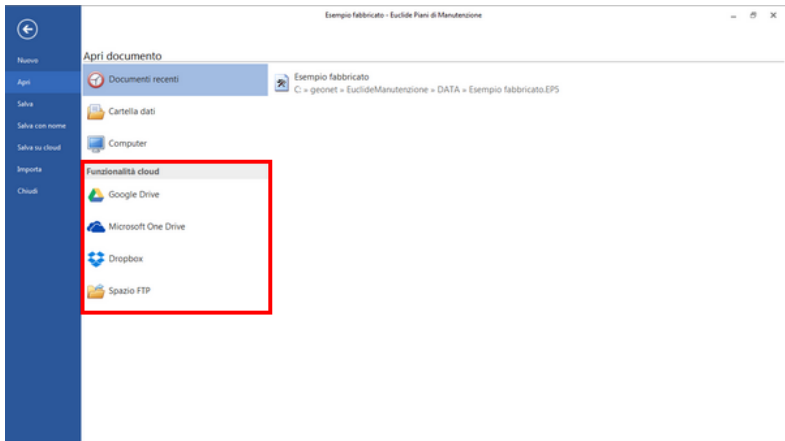 Esempio fabbricato - Euclide Piani di Manutenzione
Nuovo
Apri
Salva
Salva con nome
Salva su cloud
Importa
Chiudi
Apri documento
Documenti recenti
Cartella dati
Computer
Funzionalità cloud
Google Drive
Microsoft One Drive
Dropbox
Spazio FTP
Esempio fabbricato
C: » geonet » EuclideManutenzione » DATA » Esempio fabbricato.EPS